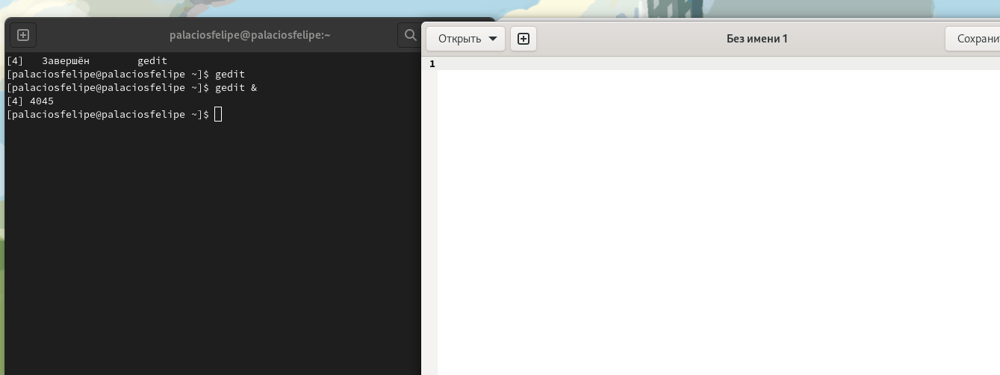 palaciosfelipe@palaciosfelipe:~
[4]   Завершён        gedit
[palaciosfelipe@palaciosfelipe ~]$ gedit
[palaciosfelipe@palaciosfelipe ~]$ gedit &
[4] 4045
[palaciosfelipe@palaciosfelipe ~]$
Открыть
Без имени 1
Сохрани
1